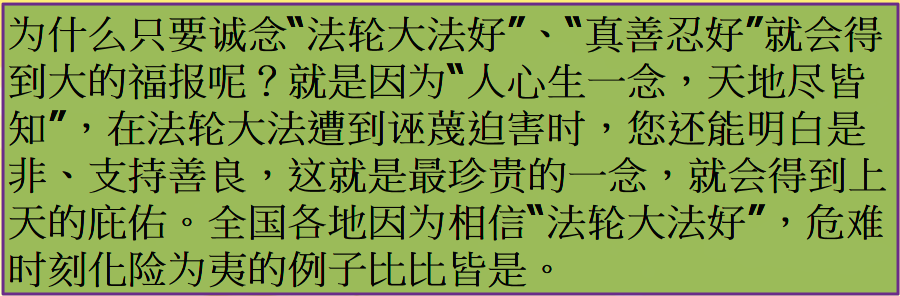 为什么只要诚念“法轮大法好”、“真善忍好”就会得
到大的福报呢？就是因为“人心生一念，天地尽皆
知”，在法轮大法遭到诬蔑迫害时，您还能明白是
非、支持善良，这就是最珍贵的一念，就会得到上
天的庇佑。全国各地因为相信“法轮大法好”，危难
时刻化险为夷的例子比比皆是。